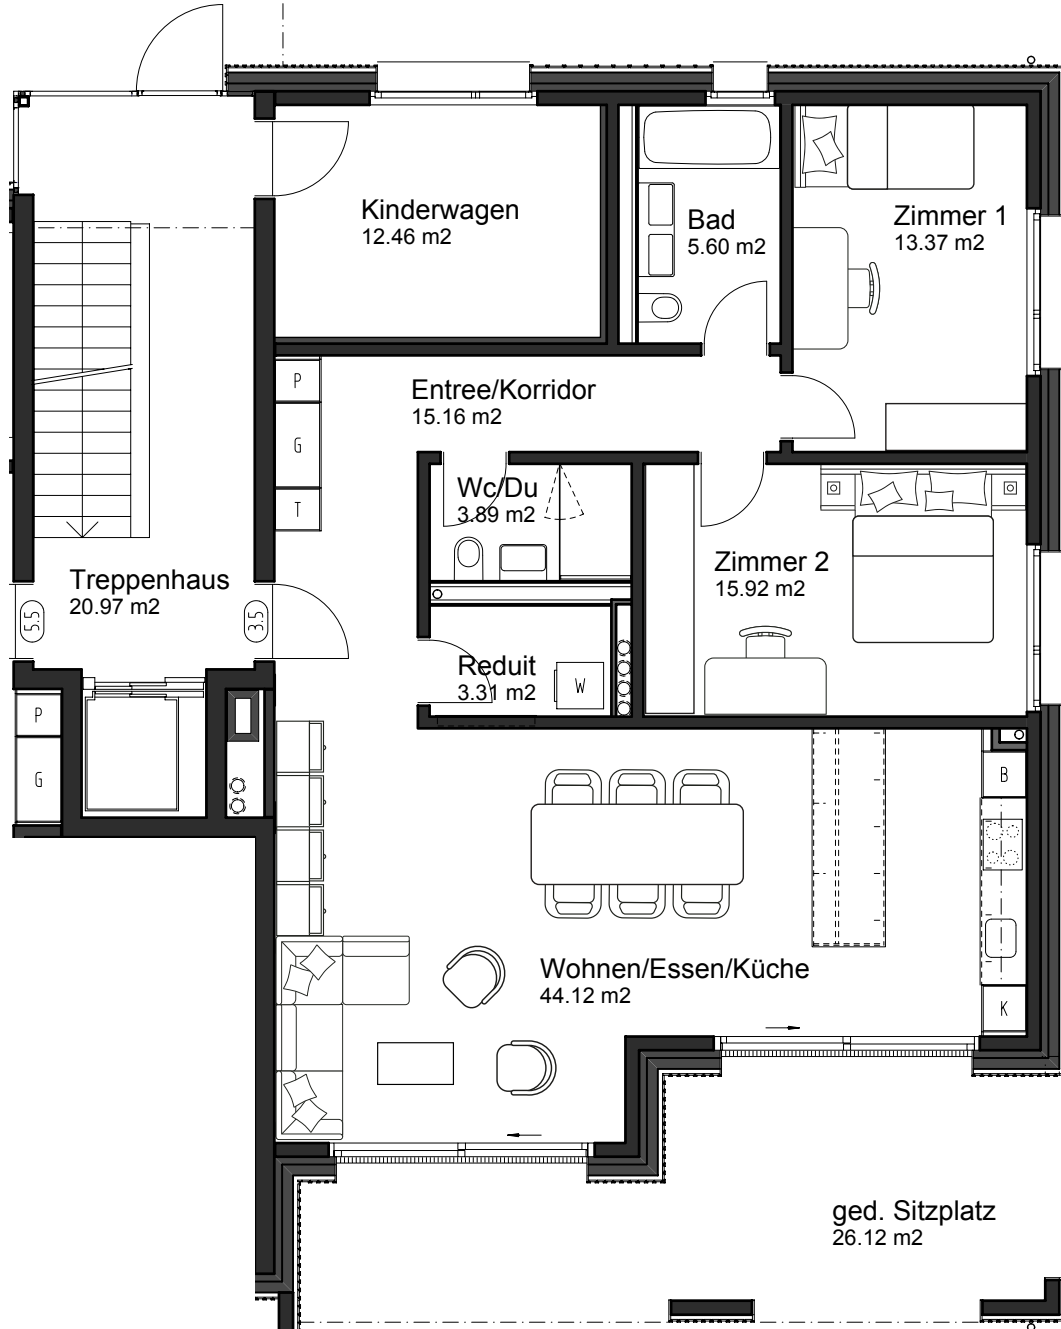 Kinderwagen
12.46 m2
Bad
5.60 m2
Zimmer 1
13.37 m2
P
G
T
Entree/Korridor
15.16 m2
Wc/Du
3.89 m2
Treppenhaus
20.97 m2
5.5
3.5
Zimmer 2
15.92 m2
Reduit
3.31 m2
W
P
G
B
Wohnen/Essen/Küche
44.12 m2
K
ged. Sitzplatz
26.12 m2